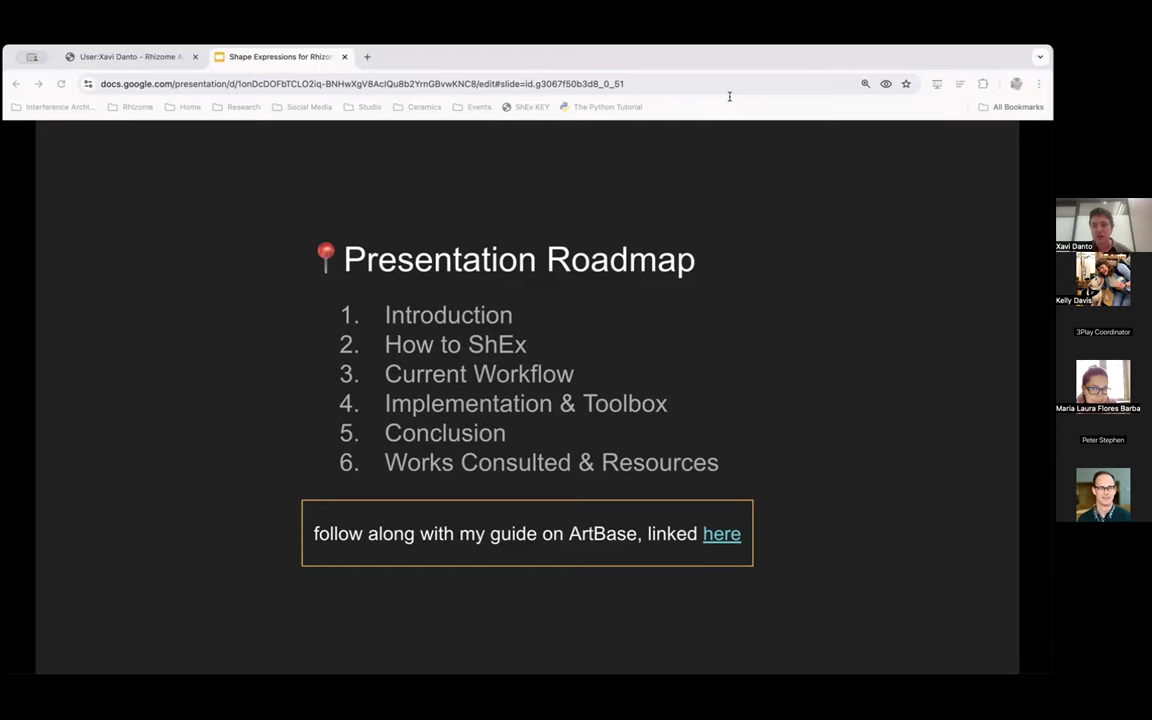 User:Xavi Danto - Rhizome A
Shape Expressions for Rhizom
docs.google.com/presentation/d/1onDcDOFbTCLO2iq-BNHwXgV8AcIQu8b2YrnGBvwKNC8/edit#slide=id.g3067f50b3d8_0_51
Interference Archi...
Rhizome
Home
Research
Social Media
Studio
Ceramics
Events
ShEx KEY
The Python Tutorial
All Bookmarks
Presentation Roadmap
1. Introduction
2. How to ShEx
3. Current Workflow
4. Implementation & Toolbox
5. Conclusion
6. Works Consulted & Resources
follow along with my guide on ArtBase, linked here
Xavi Danto
Kelly Davis
3Play Coordinator
Maria Laura Flores Barba
Peter Stephen